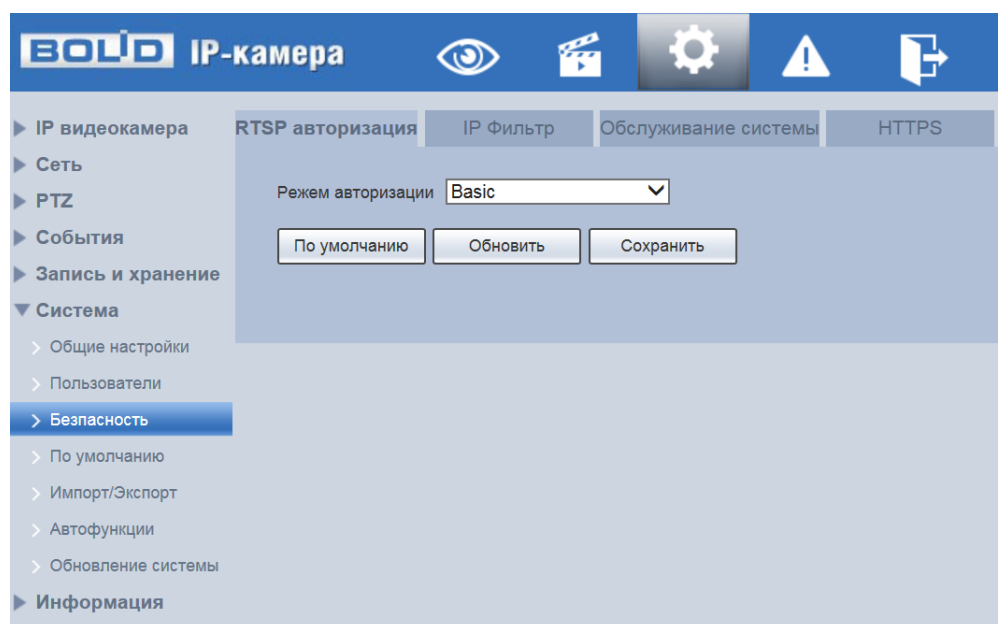 BOLID IP-камера
IP видеокамера
Сеть
PTZ
События
Запись и хранение
Система
Общие настройки
Пользователи
Безпасность
По умолчанию
Импорт/Экспорт
Автофункции
Обновление системы
Информация
RTSP авторизация IP Фильтр Обслуживание системы HTTPS
Режем авторизации Basic
По умолчанию Обновить Сохранить